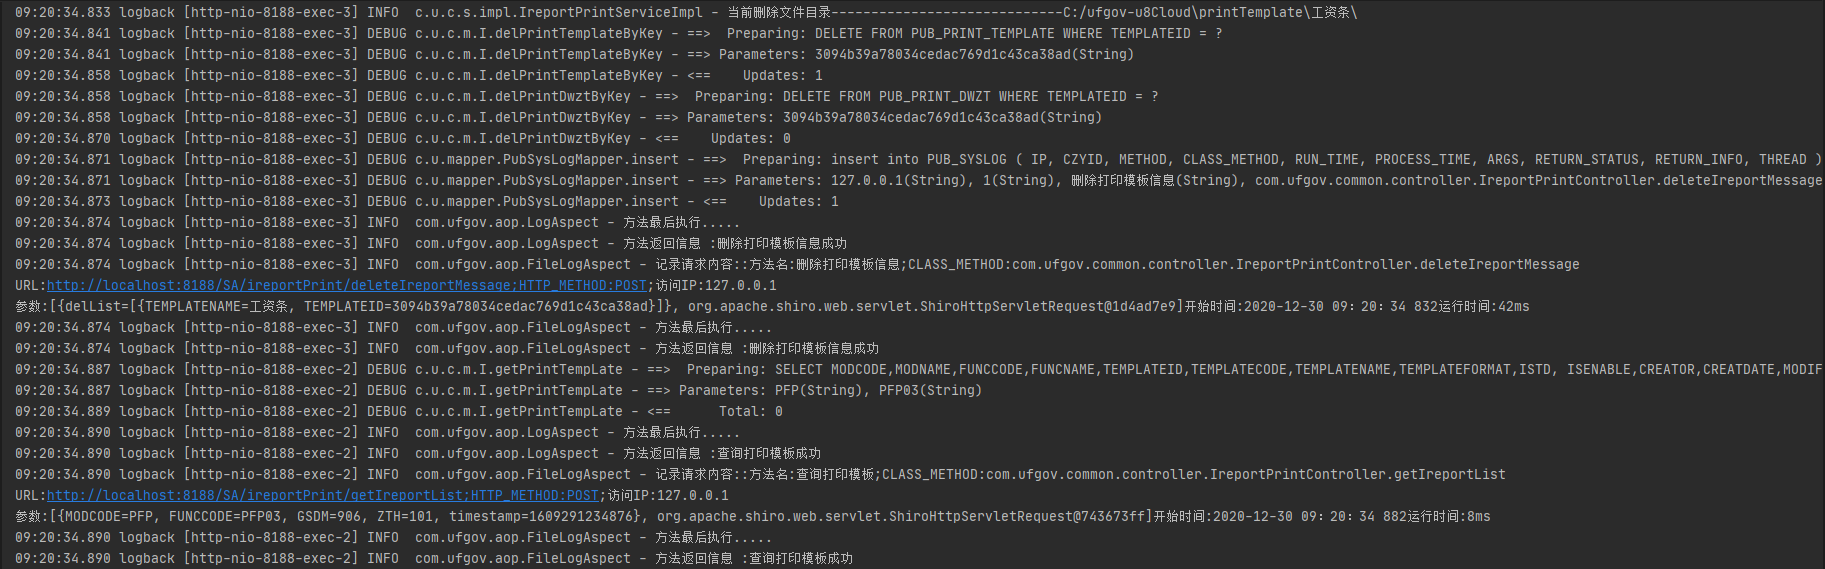 09:20:34.833 logback [http-nio-8188-exec-3] INFO  c.u.c.s.impl.IreportPrintServiceImpl - 当前删除文件目录-----------------------------C:/ufgov-u8Cloud\printTemplate\工资条\
09:20:34.841 logback [http-nio-8188-exec-3] DEBUG c.u.c.m.I.delPrintTemplateByKey - ==>  Preparing: DELETE FROM PUB_PRINT_TEMPLATE WHERE TEMPLATEID = ?
09:20:34.841 logback [http-nio-8188-exec-3] DEBUG c.u.c.m.I.delPrintTemplateByKey - ==> Parameters: 3094b39a78034cedac769d1c43ca38ad(String)
09:20:34.858 logback [http-nio-8188-exec-3] DEBUG c.u.c.m.I.delPrintTemplateByKey - <==    Updates: 1
09:20:34.858 logback [http-nio-8188-exec-3] DEBUG c.u.c.m.I.delPrintDwztByKey - ==>  Preparing: DELETE FROM PUB_PRINT_DWZT WHERE TEMPLATEID = ?
09:20:34.858 logback [http-nio-8188-exec-3] DEBUG c.u.c.m.I.delPrintDwztByKey - ==> Parameters: 3094b39a78034cedac769d1c43ca38ad(String)
09:20:34.870 logback [http-nio-8188-exec-3] DEBUG c.u.c.m.I.delPrintDwztByKey - <==    Updates: 0
09:20:34.871 logback [http-nio-8188-exec-3] DEBUG c.u.mapper.PubSysLogMapper.insert - ==>  Preparing: insert into PUB_SYSLOG ( IP, CZYID, METHOD, CLASS_METHOD, RUN_TIME, PROCESS_TIME, ARGS, RETURN_STATUS, RETURN_INFO, THREAD )
09:20:34.871 logback [http-nio-8188-exec-3] DEBUG c.u.mapper.PubSysLogMapper.insert - ==> Parameters: 127.0.0.1(String), 1(String), 删除打印模板信息(String), com.ufgov.common.controller.IreportPrintController.deleteIreportMessage
09:20:34.873 logback [http-nio-8188-exec-3] DEBUG c.u.mapper.PubSysLogMapper.insert - <==    Updates: 1
09:20:34.874 logback [http-nio-8188-exec-3] INFO  com.ufgov.aop.LogAspect - 方法最后执行.....
09:20:34.874 logback [http-nio-8188-exec-3] INFO  com.ufgov.aop.LogAspect - 方法返回信息 :删除打印模板信息成功
09:20:34.874 logback [http-nio-8188-exec-3] INFO  com.ufgov.aop.FileLogAspect - 记录请求内容::方法名:删除打印模板信息;CLASS_METHOD:com.ufgov.common.controller.IreportPrintController.deleteIreportMessage
URL:http://localhost:8188/SA/ireportPrint/deleteIreportMessage;HTTP_METHOD:POST;访问IP:127.0.0.1
参数:[{delList=[{TEMPLATENAME=工资条, TEMPLATEID=3094b39a78034cedac769d1c43ca38ad}]}, org.apache.shiro.web.servlet.ShiroHttpServletRequest@1d4ad7e9]开始时间:2020-12-30 09：20：34 832运行时间:42ms
09:20:34.874 logback [http-nio-8188-exec-3] INFO  com.ufgov.aop.FileLogAspect - 方法最后执行.....
09:20:34.874 logback [http-nio-8188-exec-3] INFO  com.ufgov.aop.FileLogAspect - 方法返回信息 :删除打印模板信息成功
09:20:34.887 logback [http-nio-8188-exec-2] DEBUG c.u.c.m.I.getPrintTempLate - ==>  Preparing: SELECT MODCODE,MODNAME,FUNCCODE,FUNCNAME,TEMPLATEID,TEMPLATECODE,TEMPLATENAME,TEMPLATEFORMAT,ISTD, ISENABLE,CREATOR,CREATDATE,MODIF
09:20:34.887 logback [http-nio-8188-exec-2] DEBUG c.u.c.m.I.getPrintTempLate - ==> Parameters: PFP(String), PFP03(String)
09:20:34.889 logback [http-nio-8188-exec-2] DEBUG c.u.c.m.I.getPrintTempLate - <==      Total: 0
09:20:34.890 logback [http-nio-8188-exec-2] INFO  com.ufgov.aop.LogAspect - 方法最后执行.....
09:20:34.890 logback [http-nio-8188-exec-2] INFO  com.ufgov.aop.LogAspect - 方法返回信息 :查询打印模板成功
09:20:34.890 logback [http-nio-8188-exec-2] INFO  com.ufgov.aop.FileLogAspect - 记录请求内容::方法名:查询打印模板;CLASS_METHOD:com.ufgov.common.controller.IreportPrintController.getIreportList
URL:http://localhost:8188/SA/ireportPrint/getIreportList;HTTP_METHOD:POST;访问IP:127.0.0.1
参数:[{MODCODE=PFP, FUNCCODE=PFP03, GSDM=906, ZTH=101, timestamp=1609291234876}, org.apache.shiro.web.servlet.ShiroHttpServletRequest@743673ff]开始时间:2020-12-30 09：20：34 882运行时间:8ms
09:20:34.890 logback [http-nio-8188-exec-2] INFO  com.ufgov.aop.FileLogAspect - 方法最后执行.....
09:20:34.890 logback [http-nio-8188-exec-2] INFO  com.ufgov.aop.FileLogAspect - 方法返回信息 :查询打印模板成功